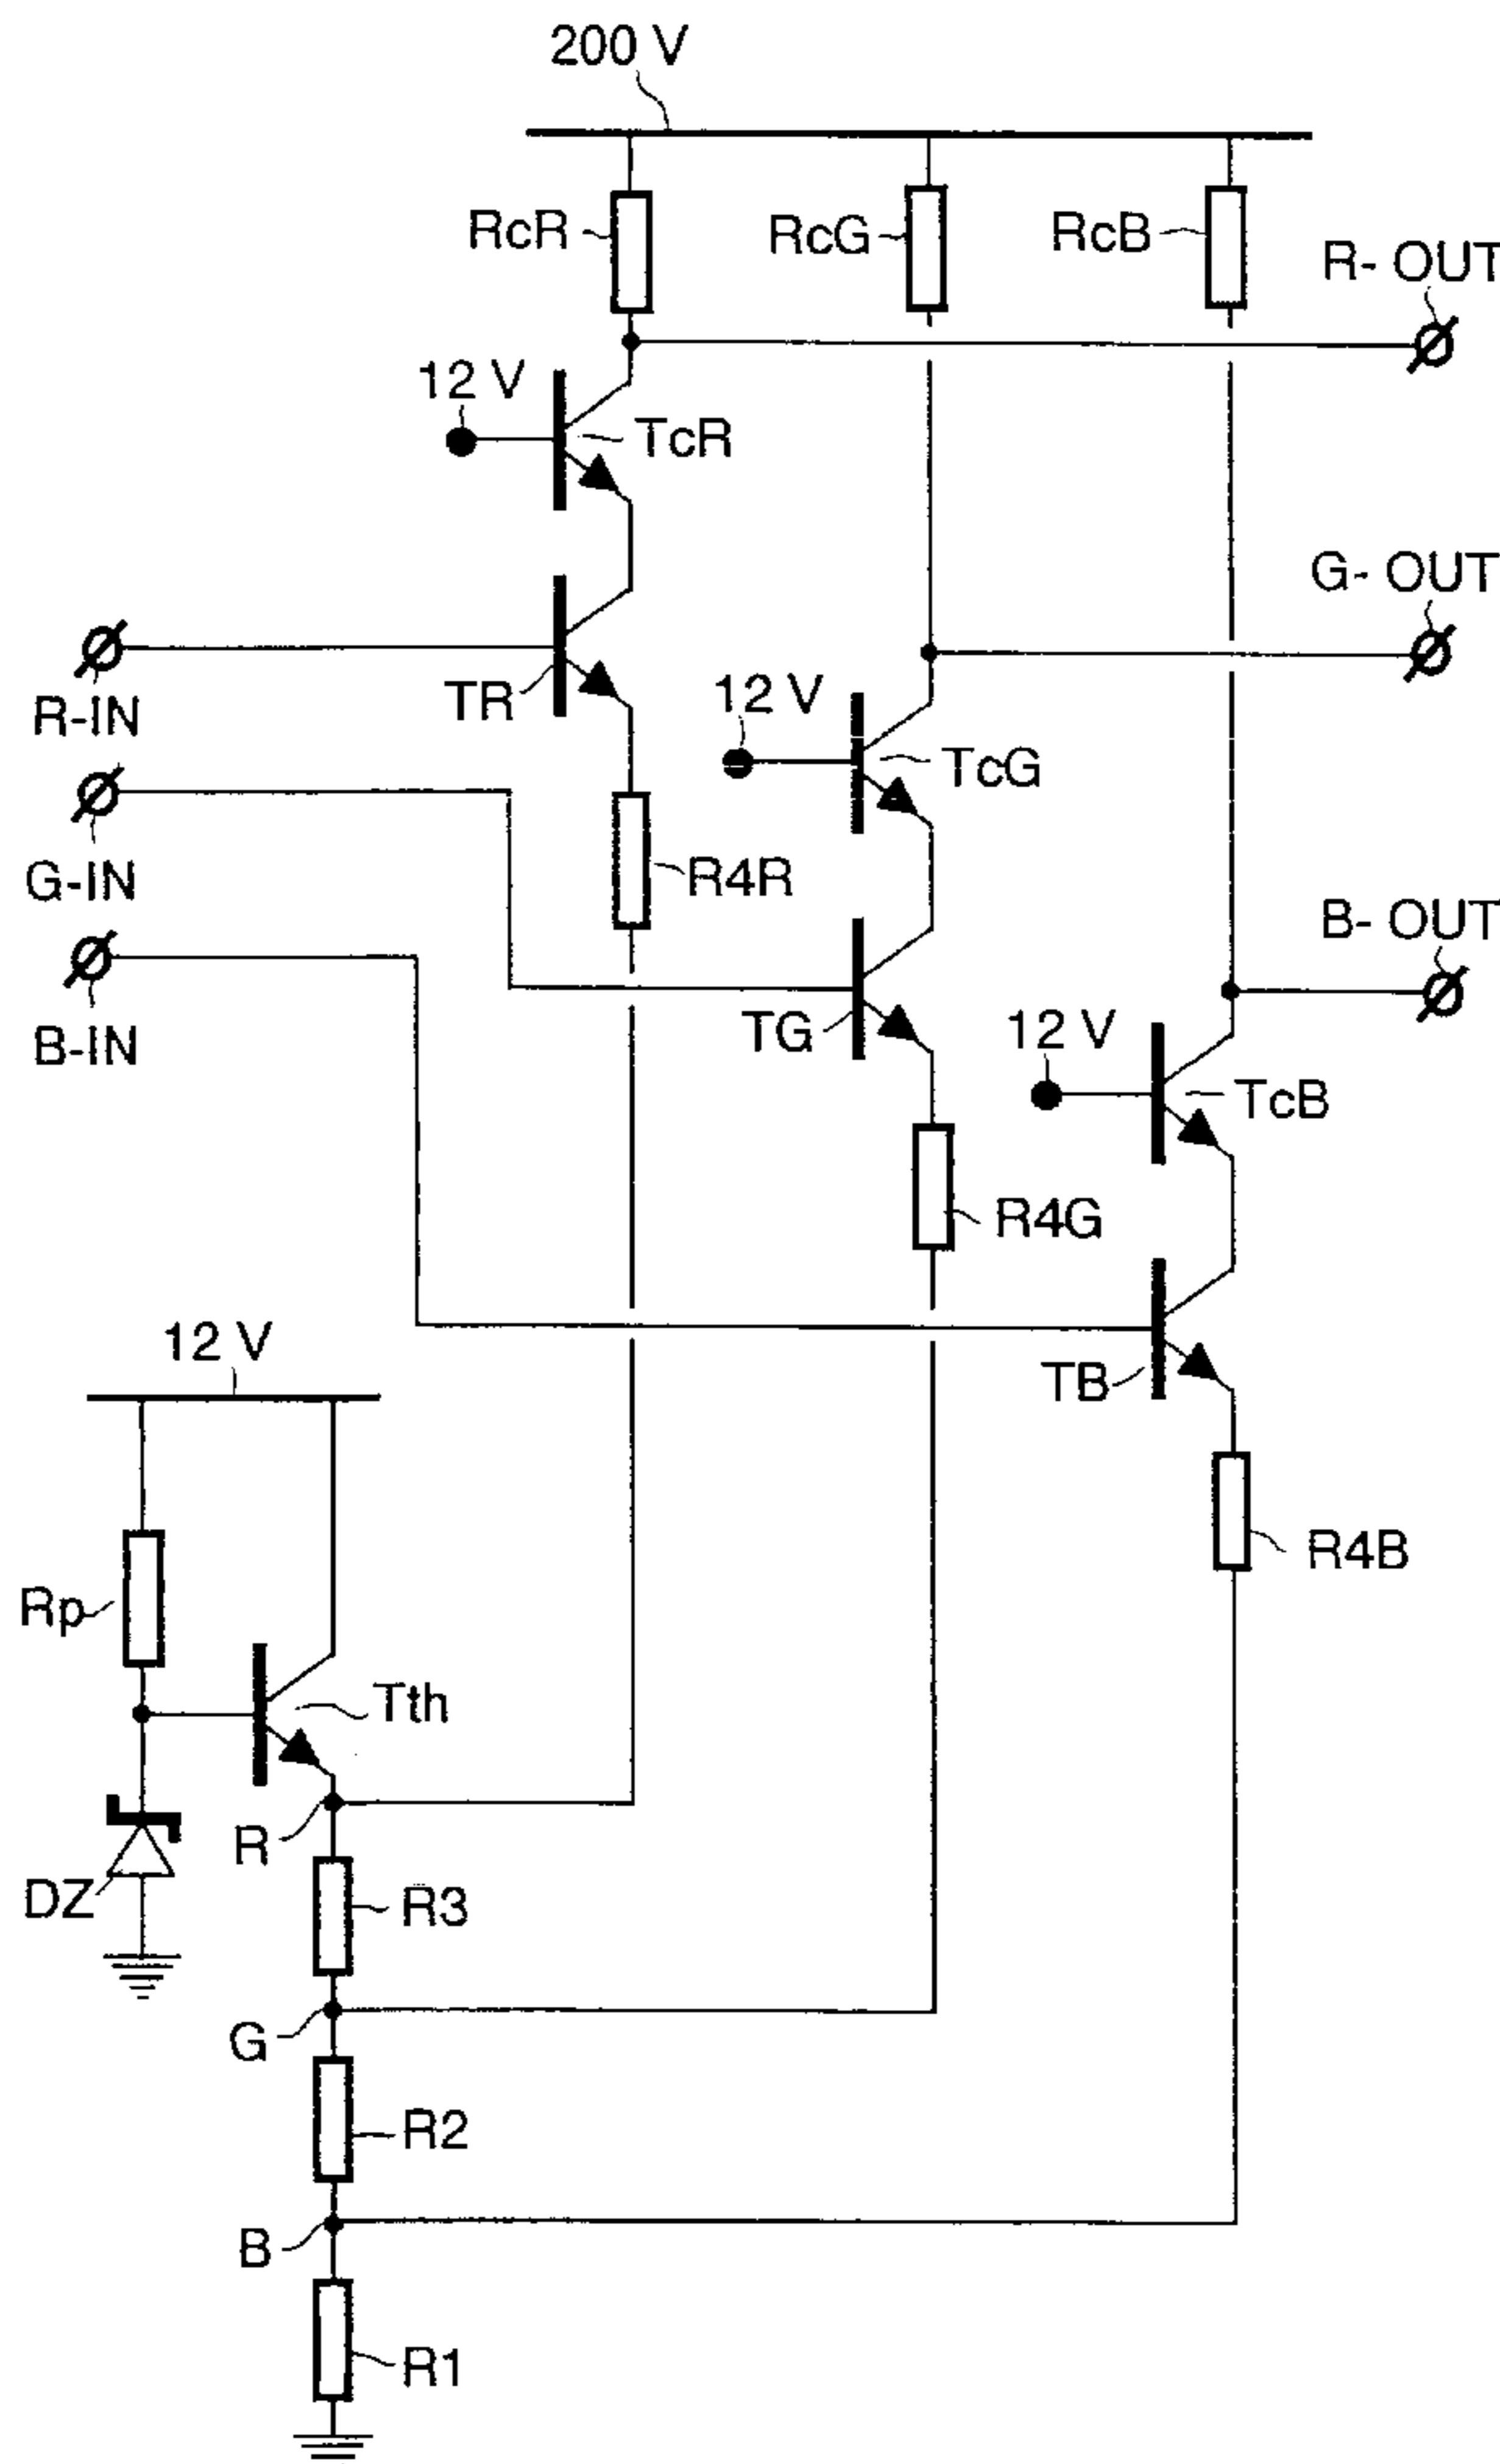 200 V
RcR
RcG
RcB
R- OUT
12 V
TcR
G- OUT
R-IN
TR
12 V
TcG
G-IN
R4R
B- OUT
B-IN
TG
12 V
TcB
R4G
12 V
TB
R4B
Rp
Tth
R
DZ
R3
G
R2
B
R1